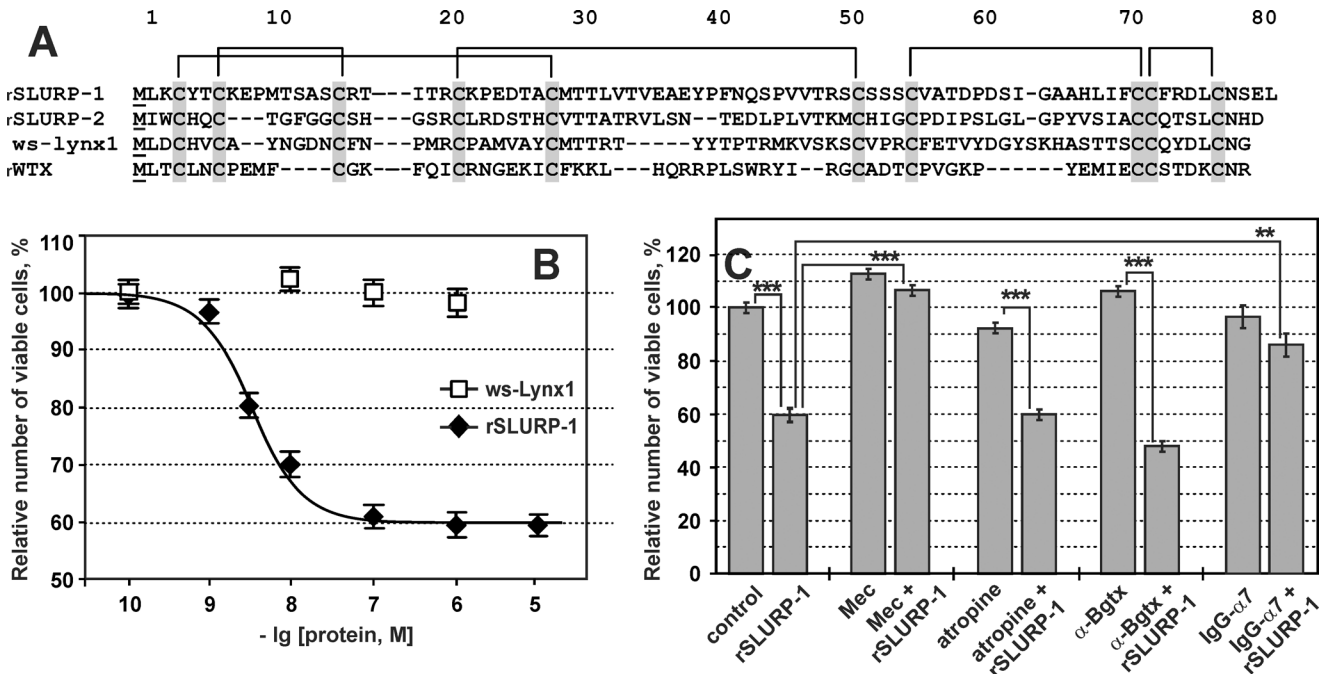 1 10 20 30 40 50 60 70 80
A
rSLURP-1 MLKCYTCKEPMTSASCRT---ITRCKPEDTACMTTLVTVEAEYPFNQSPVVTRSCSSSCVATDPDSI-GAAHLIFCCFRDLCNSEL
rSLURP-2 MIWCHQC---TGFGGCSH---GSRCLRDSTHCVTTATRVLSN--TEDLPLVTKMCHIGCPDIPSLGL-GPYVSIACCQTSLCNHD
ws-lynx1 MLDCHVCA--YNGDNCFN---PMRCPAMVAYCMTTRT-----YYTPTRMKVSKSCVPRCFETVYDGYSKHASTTSCCQYDLCNG
rWTX MLTCLNCPEMF----CGK---FQICRNGEKICFKKL---HQRRPLSWRYI--RGCADTCPVGKP------YEMIECCSTDKCNR
B
Relative number of viable cells, %
110
100
90
80
70
60
50
ws-Lynx1
rSLURP-1
10 9 8 7 6 5
- lg [protein, M]
C
Relative number of viable cells, %
120
100
80
60
40
20
0
*** *** *** *** **
control
rSLURP-1
Mec
Mec +
rSLURP-1
atropine
atropine +
rSLURP-1
α-Bgtx
α-Bgtx +
rSLURP-1
IgG-α7
IgG-α7 +
rSLURP-1